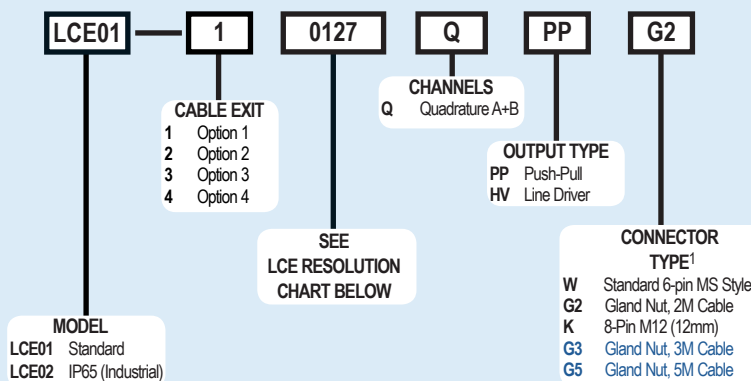 LCE01 1 0127 Q PP G2
CABLE EXIT
1 Option 1
2 Option 2
3 Option 3
4 Option 4
CHANNELS
Q Quadrature A+B
OUTPUT TYPE
PP Push-Pull
HV Line Driver
SEE
LCE RESOLUTION
CHART BELOW
CONNECTOR
TYPE1
W Standard 6-pin MS Style
G2 Gland Nut, 2M Cable
K 8-Pin M12 (12mm)
G3 Gland Nut, 3M Cable
G5 Gland Nut, 5M Cable
MODEL
LCE01 Standard
LCE02 IP65 (Industrial)